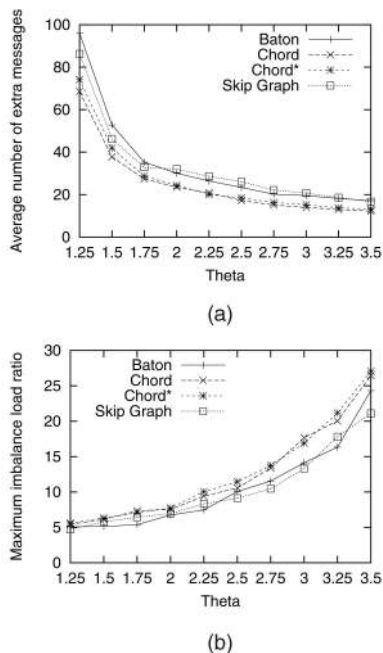 Average number of extra messages
100
80
60
40
20
0
Baton
Chord
Chord*
Skip Graph
1.25 1.5 1.75 2 2.25 2.5 2.75 3 3.25 3.5
Theta
(a)
Maximum imbalance load ratio
30
25
20
15
10
5
0
Baton
Chord
Chord*
Skip Graph
1.25 1.5 1.75 2 2.25 2.5 2.75 3 3.25 3.5
Theta
(b)